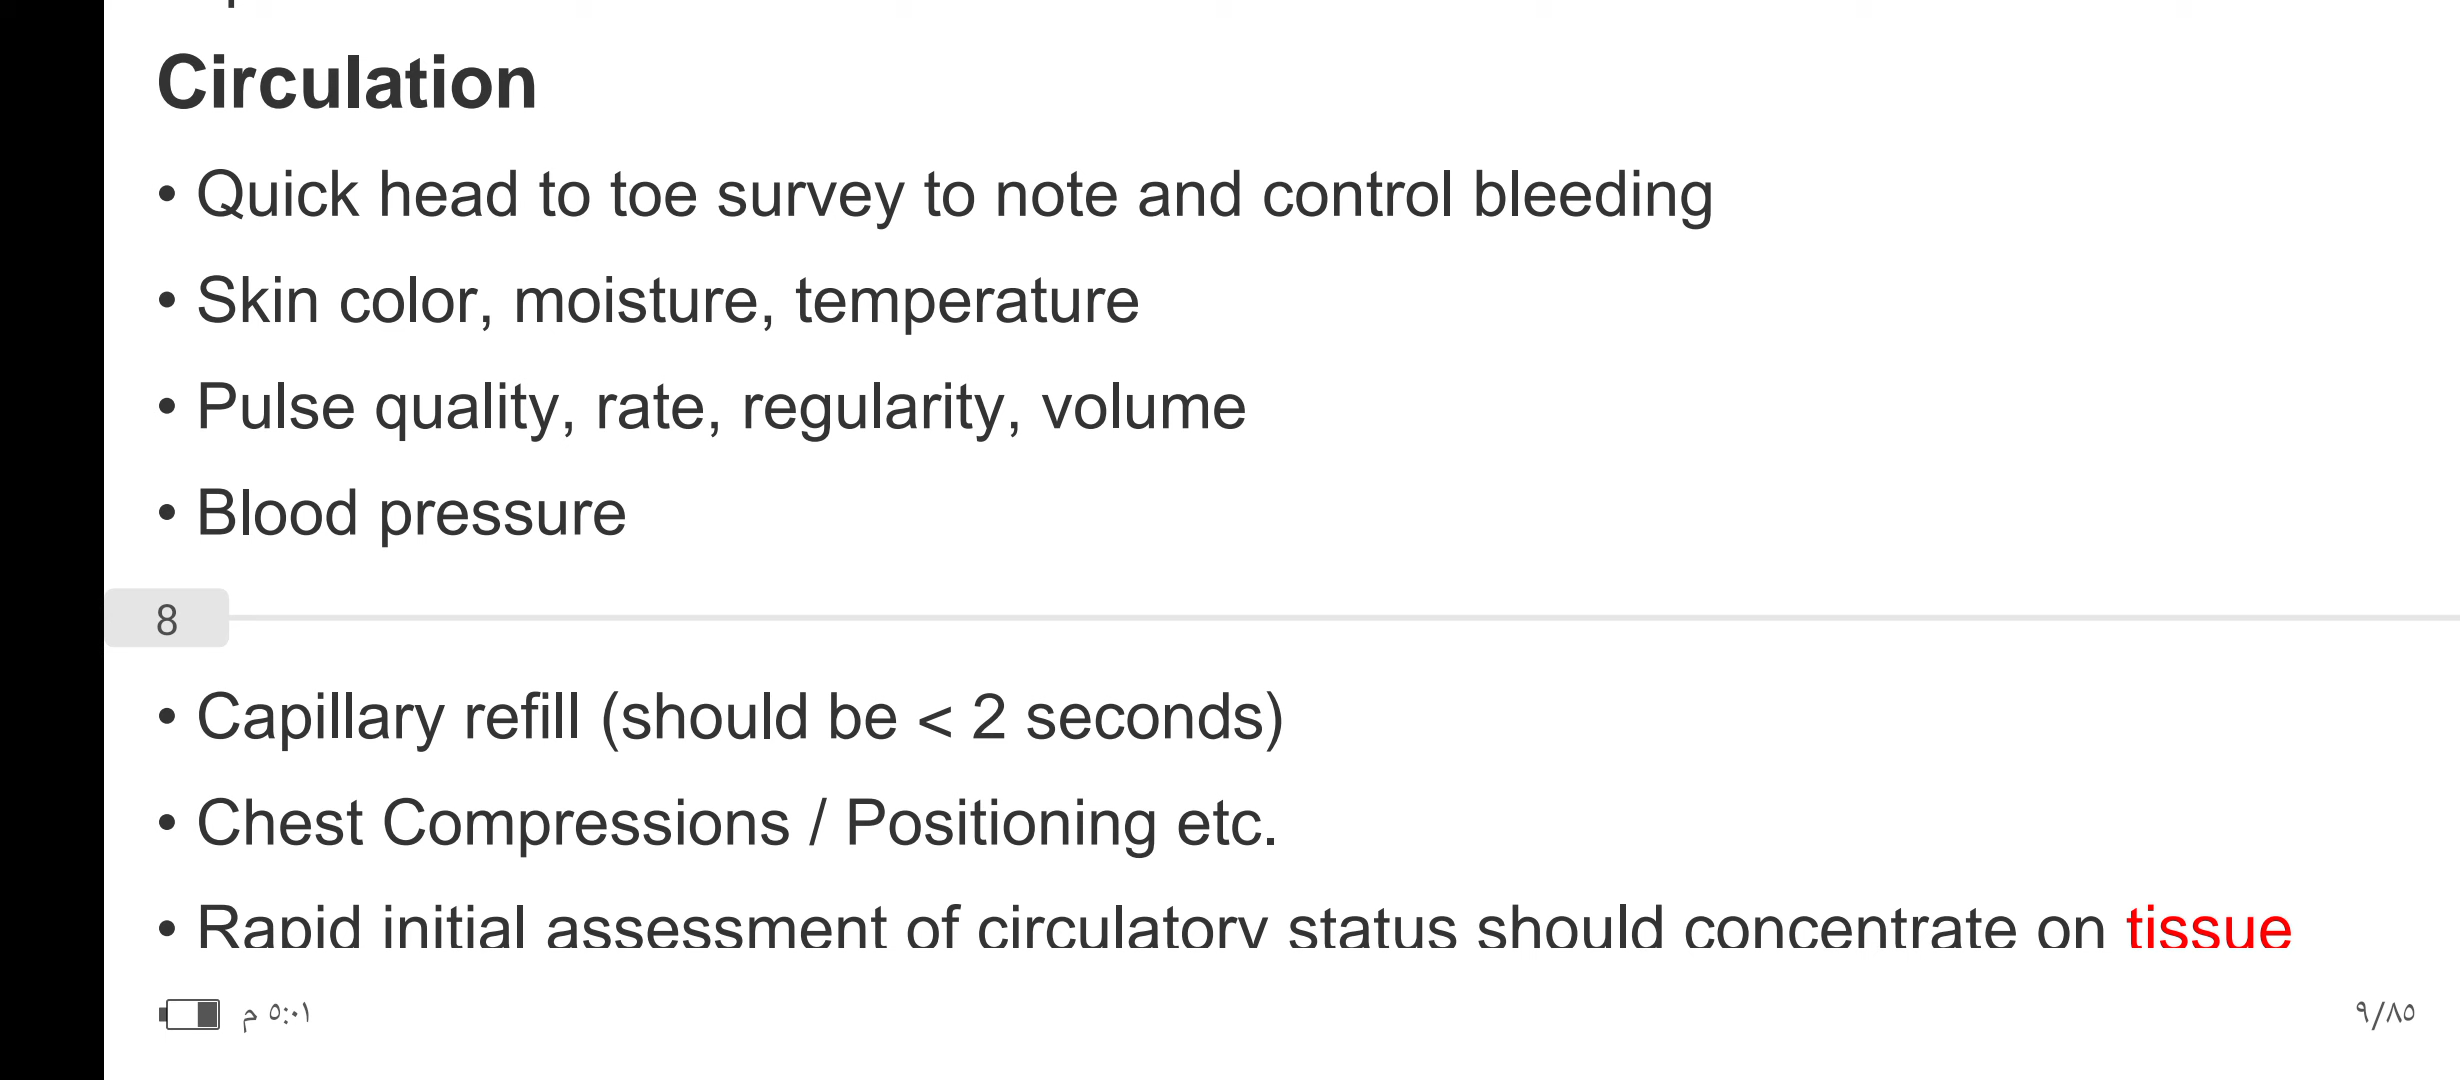 Circulation
• Quick head to toe survey to note and control bleeding
• Skin color, moisture, temperature
• Pulse quality, rate, regularity, volume
• Blood pressure
8
• Capillary refill (should be < 2 seconds)
• Chest Compressions / Positioning etc.
• Rapid initial assessment of circulatory status should concentrate on tissue
٥:٠١ م
٩/٨٥